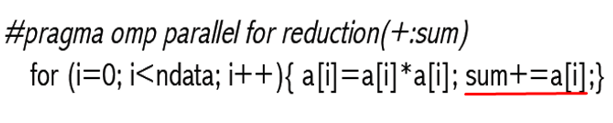 #pragma omp parallel for reduction(+:sum)
for (i=0; i<ndata; i++){ a[i]=a[i]*a[i]; sum+=a[i];}